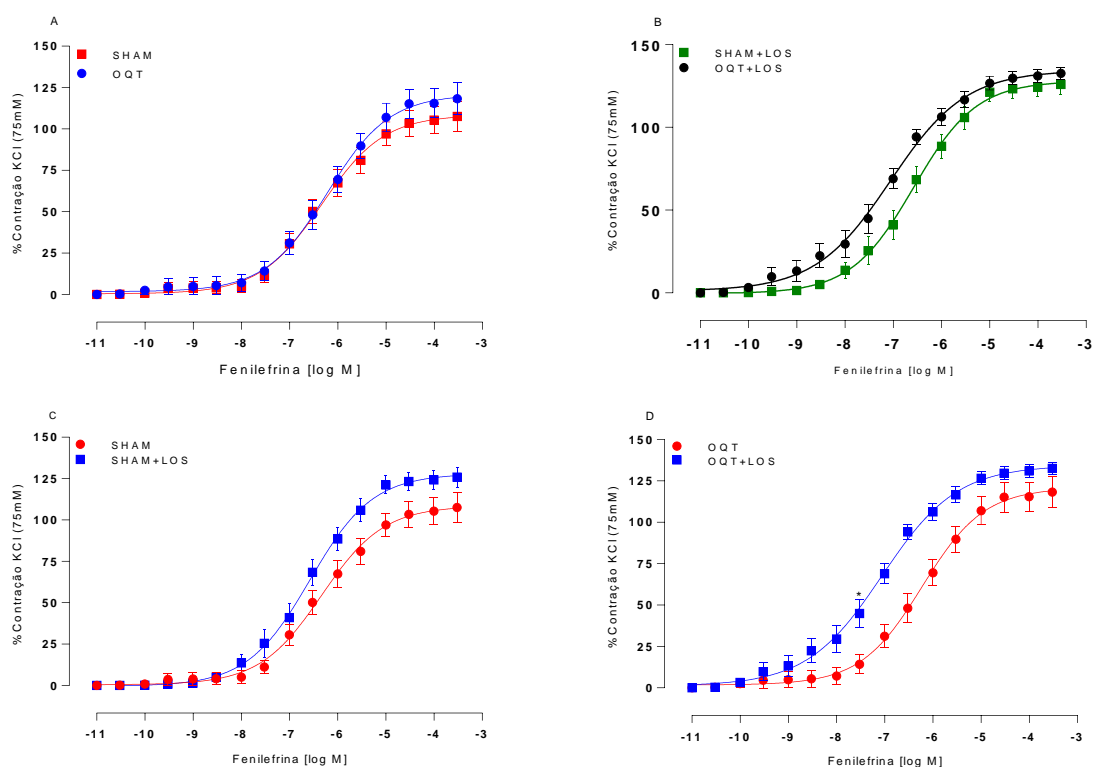 A
150
125
100
75
50
25
0
SHAM
OQT
%Contração KCl (75mM)
-11 -10 -9 -8 -7 -6 -5 -4 -3
Fenilefrina [log M]
B
150
100
50
0
SHAM+LOS
OQT+LOS
%Contração KCl (75mM)
-11 -10 -9 -8 -7 -6 -5 -4 -3
Fenilefrina [log M]
C
150
125
100
75
50
25
0
SHAM
SHAM+LOS
%Contração KCl (75mM)
-11 -10 -9 -8 -7 -6 -5 -4 -3
Fenilefrina [log M]
D
150
125
100
75
50
25
0
OQT
OQT+LOS
*
%Contração KCl (75mM)
-11 -10 -9 -8 -7 -6 -5 -4 -3
Fenilefrina [log M]